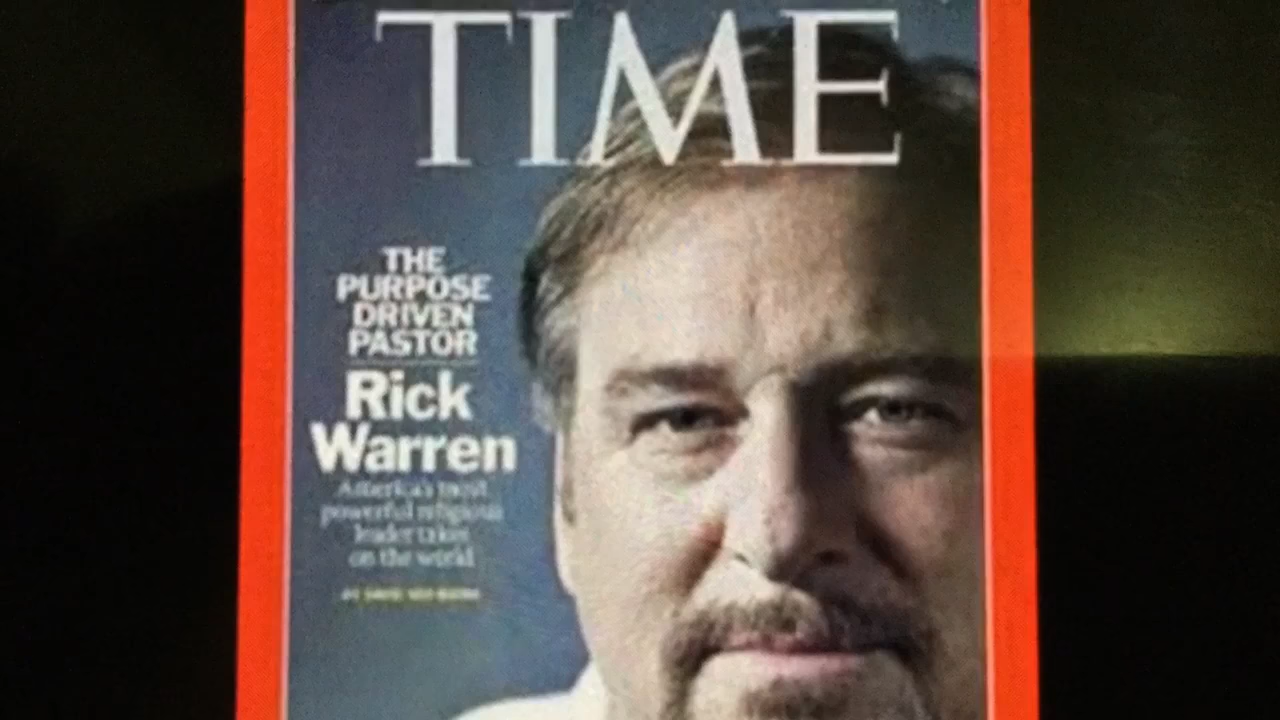 TIME
THE
PURPOSE
DRIVEN
PASTOR
Rick
Warren
America's most
powerful religious
leader takes
on the world